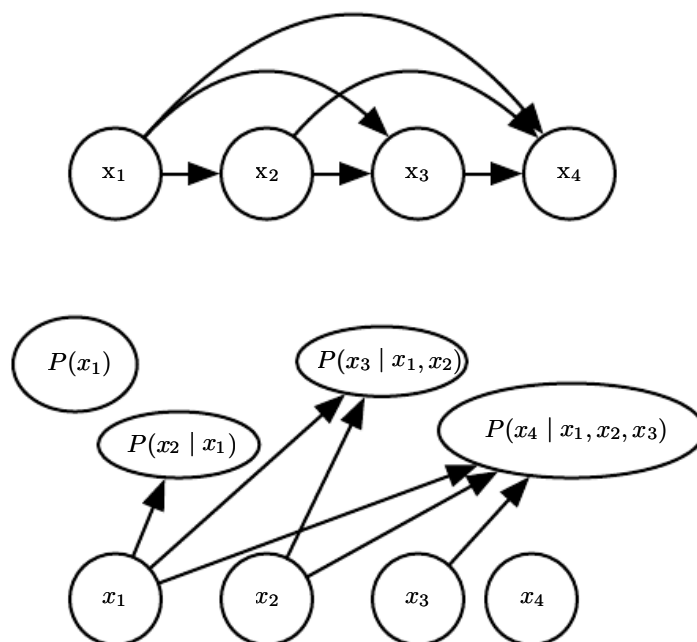 x₁ x₂ x₃ x₄
P(x₁)
P(x₃ | x₁, x₂)
P(x₂ | x₁)
P(x₄ | x₁, x₂, x₃)
x₁ x₂ x₃ x₄